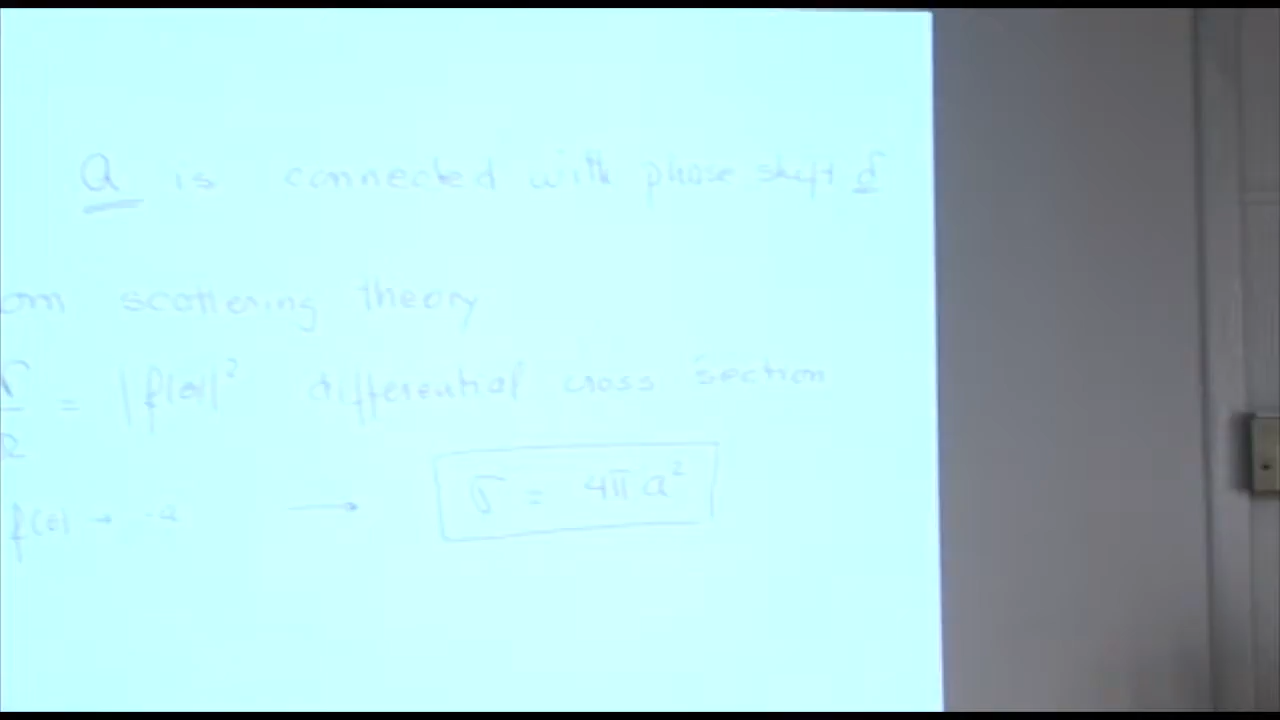 a is connected with phase shift δ
om scattering theory
= |f(θ)|² differential cross section
f(θ) → -a → σ = 4π a²